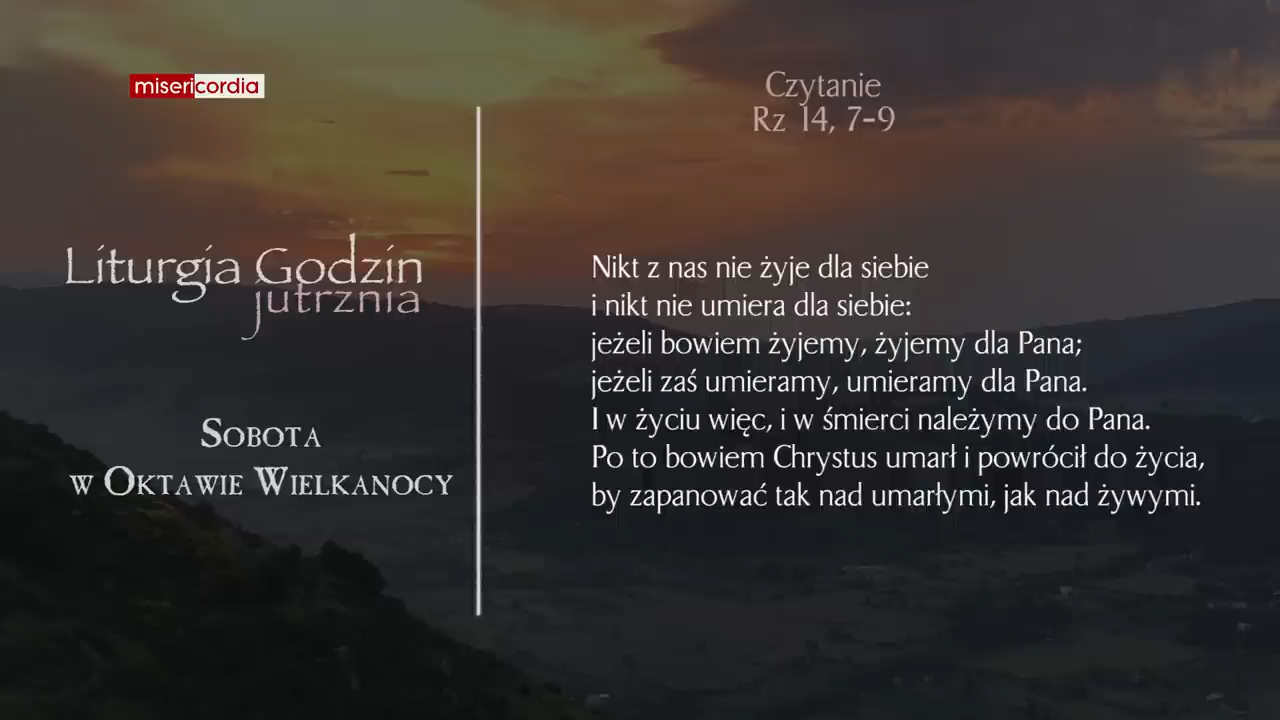 misericordia
Liturgia Godzin
jutrznia
Sobota
w Oktawie Wielkanocy
Czytanie
Rz 14, 7-9
Nikt z nas nie żyje dla siebie
i nikt nie umiera dla siebie:
jeżeli bowiem żyjemy, żyjemy dla Pana;
jeżeli zaś umieramy, umieramy dla Pana.
I w życiu więc, i w śmierci należymy do Pana.
Po to bowiem Chrystus umarł i powrócił do życia,
by zapanować tak nad umarłymi, jak nad żywymi.